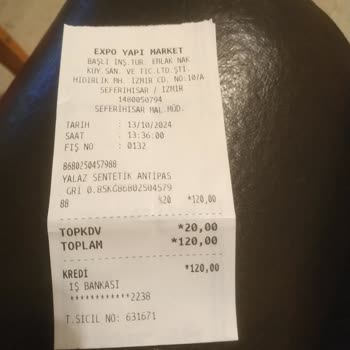 EXPO YAPI MARKET
BAŞLI İNŞ.TUR. EMLAK NAK
KUY.SAN. VE TİC.LTD.ŞTİ.
HIDIRLIK MH. İZMİR CD. NO:10/A
SEFERİHİSAR / İZMİR
1480050794
SEFERİHİSAR MAL.MÜD.
TARİH : 13/10/2024
SAAT : 13:36:00
FİŞ NO : 0132
8680250457988
YALAZ SENTETİK ANTİPAS
GRİ 0.85KG86802504579
88 %20 *120,00
TOPKDV *20,00
TOPLAM *120,00
KREDİ *120,00
İŞ BANKASI
************2238
T.SİCİL NO: 631671